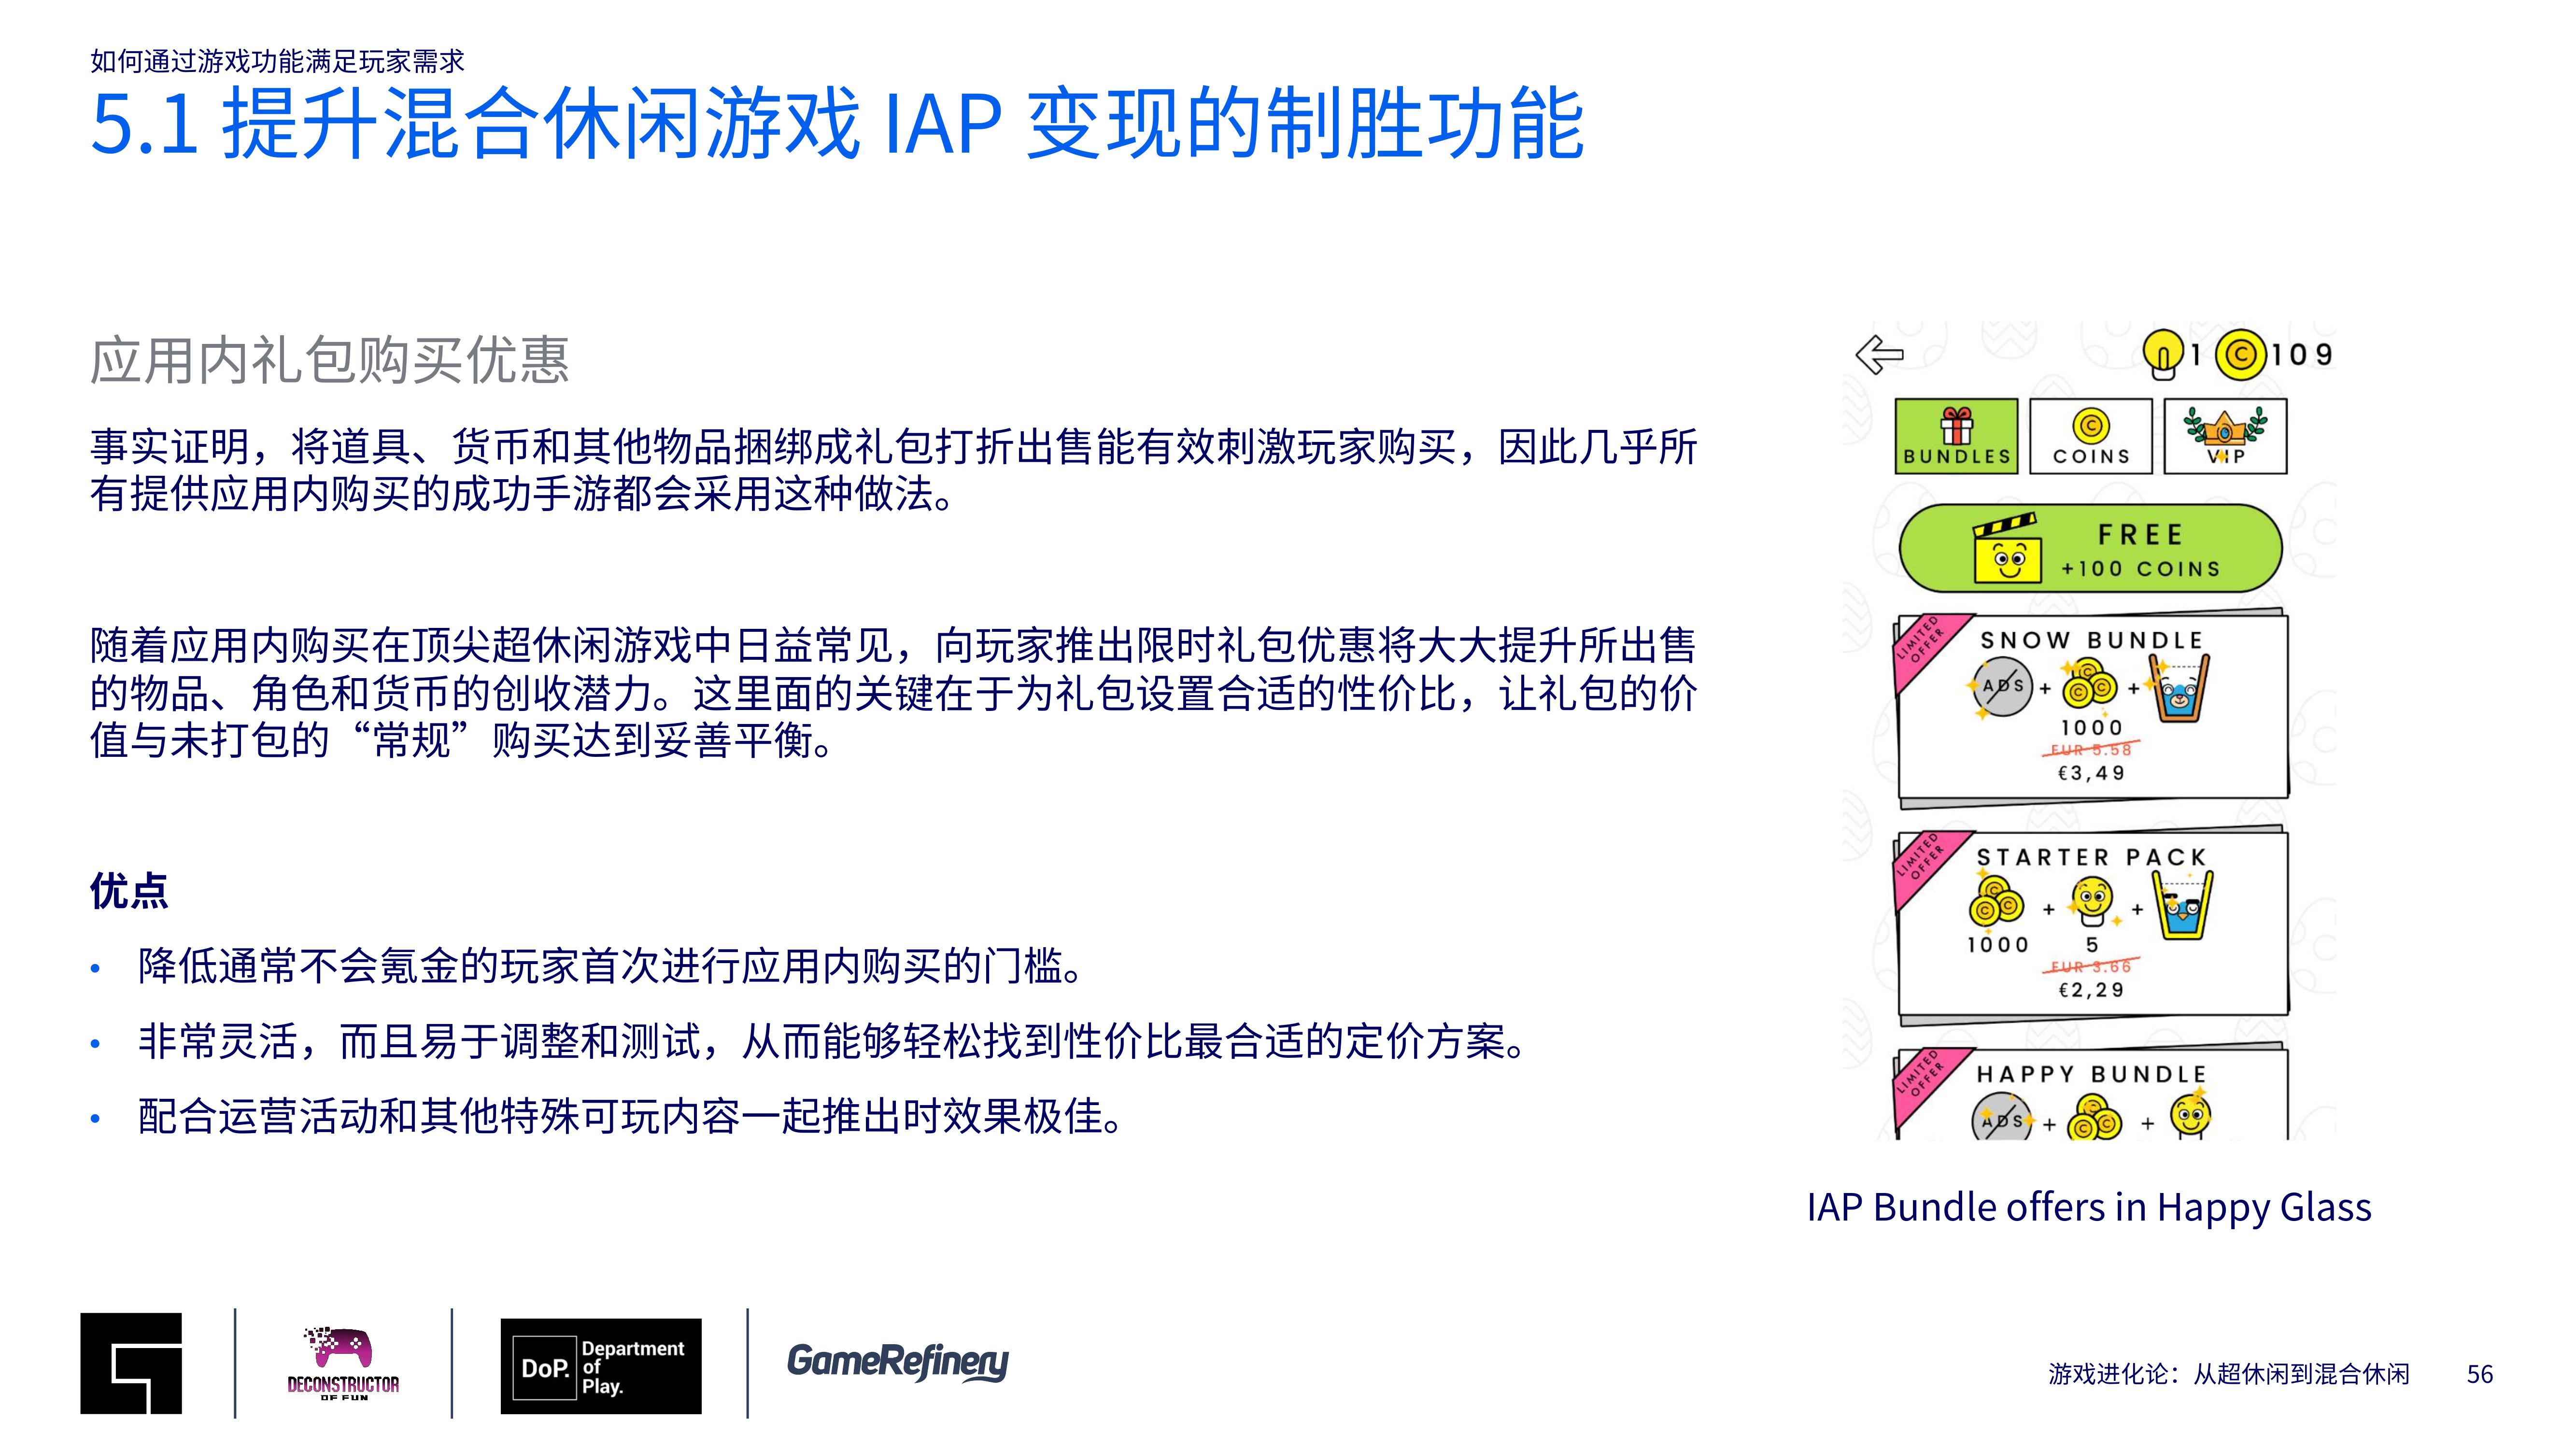 如何通过游戏功能满足玩家需求
5.1 提升混合休闲游戏 IAP 变现的制胜功能
应用内礼包购买优惠
事实证明，将道具、货币和其他物品捆绑成礼包打折出售能有效刺激玩家购买，因此几乎所
有提供应用内购买的成功手游都会采用这种做法。
随着应用内购买在顶尖超休闲游戏中日益常见，向玩家推出限时礼包优惠将大大提升所出售
的物品、角色和货币的创收潜力。这里面的关键在于为礼包设置合适的性价比，让礼包的价
值与未打包的“常规”购买达到妥善平衡。
优点
• 降低通常不会氪金的玩家首次进行应用内购买的门槛。
• 非常灵活，而且易于调整和测试，从而能够轻松找到性价比最合适的定价方案。
• 配合运营活动和其他特殊可玩内容一起推出时效果极佳。
1 C 109
BUNDLES
COINS
VIP
FREE
+100 COINS
LIMITED
OFFER
SNOW BUNDLE
ADS + +
1000
EUR 5.58
€3,49
LIMITED
OFFER
STARTER PACK
+ +
1000 5
EUR 3.66
€2,29
LIMITED
OFFER
HAPPY BUNDLE
ADS + +
IAP Bundle offers in Happy Glass
DECONSTRUCTOR
OF FUN
DoP.
Department
of
Play.
GameRefinery
游戏进化论：从超休闲到混合休闲 56